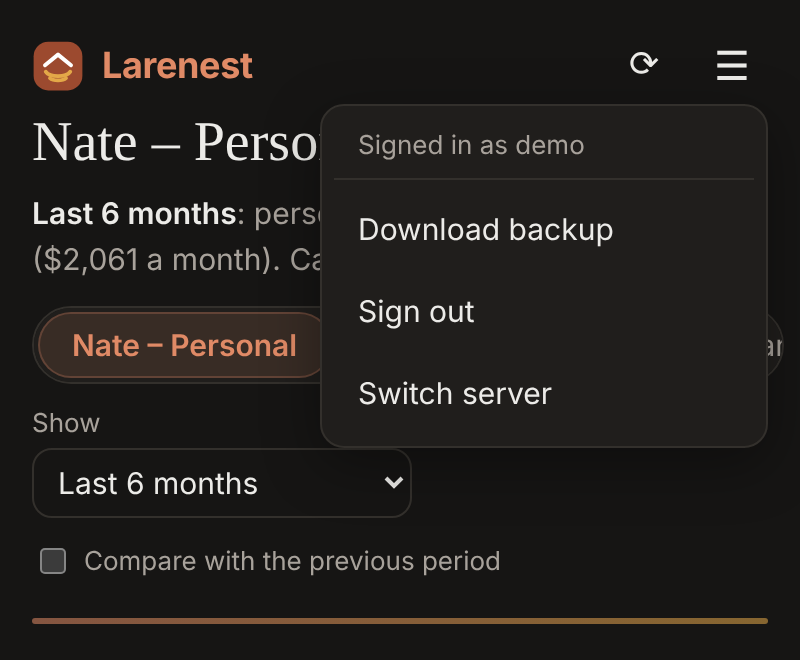 Larenest
Nate – Perso
Signed in as demo
Last 6 months: perso
Download backup
($2,061 a month). Ca
Sign out
Nate – Personal
Switch server
Show
Last 6 months
Compare with the previous period